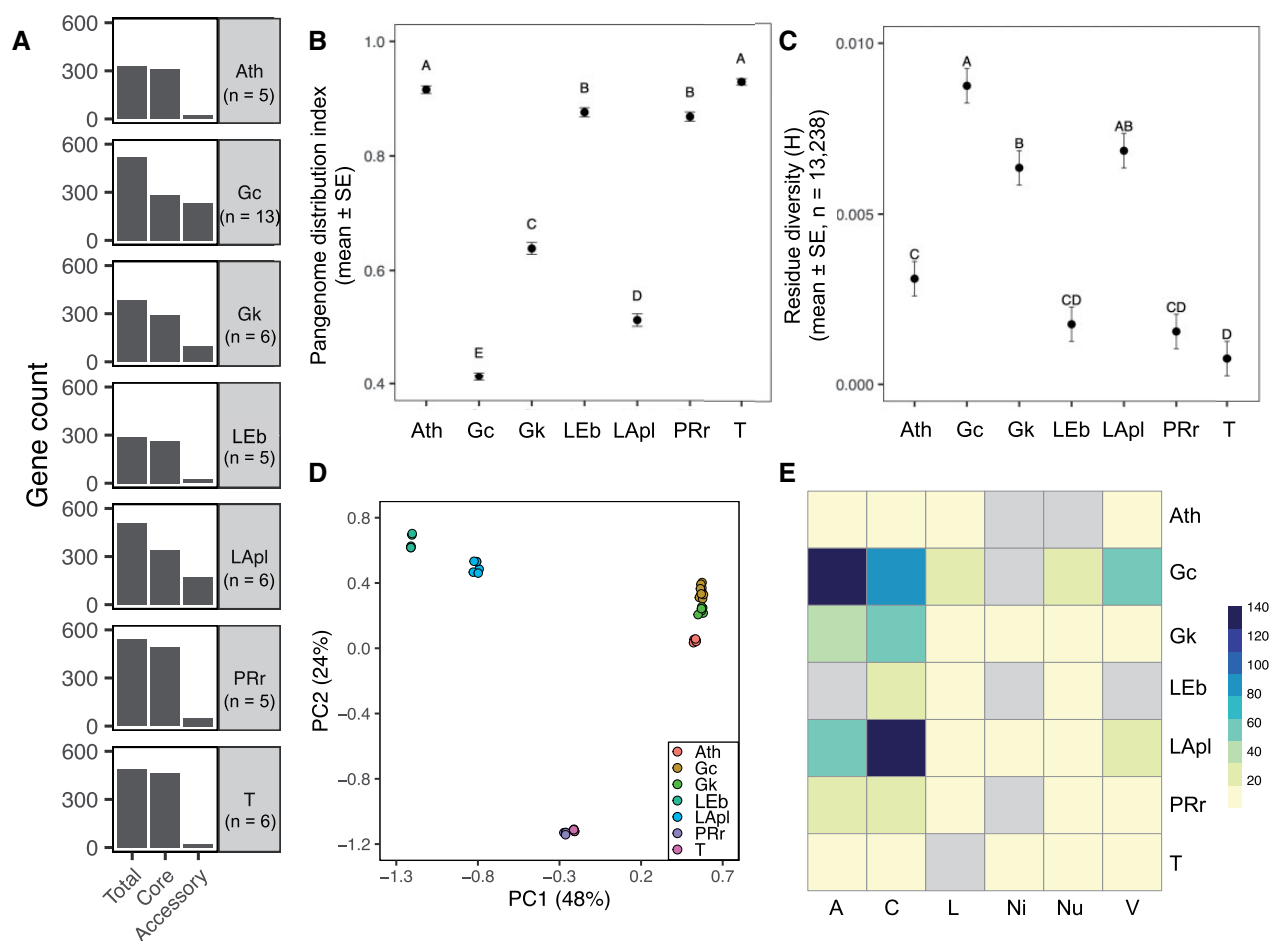 A
600
300
0
Ath
(n = 5)
600
300
0
Gc
(n = 13)
600
300
0
Gk
(n = 6)
600
300
0
LEb
(n = 5)
600
300
0
LApl
(n = 6)
600
300
0
PRr
(n = 5)
600
300
0
T
(n = 6)
Gene count
Total
Core
Accessory
B
Pangenome distribution index
(mean ± SE)
1.0
0.8
0.6
0.4
A
E
C
B
D
B
A
Ath Gc Gk LEb LApl PRr T
C
Residue diversity (H)
(mean ± SE, n = 13,238)
0.010
0.005
0.000
C
A
B
CD
AB
CD
D
Ath Gc Gk LEb LApl PRr T
D
PC2 (24%)
0.8
0.4
0.0
−0.4
−0.8
−1.2
−1.3 −0.8 −0.3 0.2 0.7
PC1 (48%)
Ath
Gc
Gk
LEb
LApl
PRr
T
E
Ath
Gc
Gk
LEb
LApl
PRr
T
A C L Ni Nu V
140
120
100
80
60
40
20